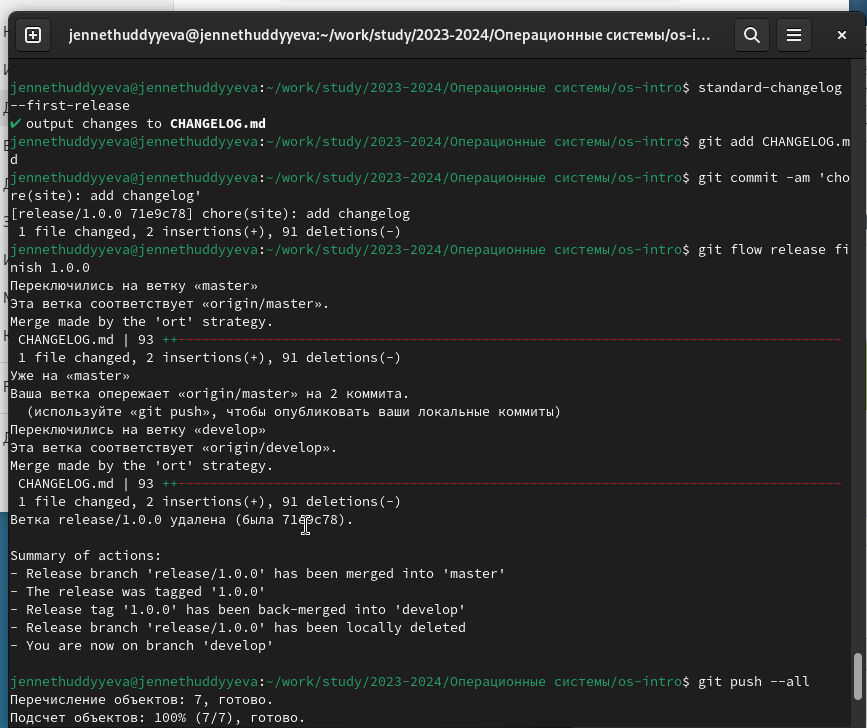 jennethuddyyeva@jennethuddyyeva:~/work/study/2023-2024/Операционные системы/os-i...
jennethuddyyeva@jennethuddyyeva:~/work/study/2023-2024/Операционные системы/os-intro$ standard-changelog
--first-release
✔ output changes to CHANGELOG.md
jennethuddyyeva@jennethuddyyeva:~/work/study/2023-2024/Операционные системы/os-intro$ git add CHANGELOG.m
d
jennethuddyyeva@jennethuddyyeva:~/work/study/2023-2024/Операционные системы/os-intro$ git commit -am 'cho
re(site): add changelog'
[release/1.0.0 71e9c78] chore(site): add changelog
1 file changed, 2 insertions(+), 91 deletions(-)
jennethuddyyeva@jennethuddyyeva:~/work/study/2023-2024/Операционные системы/os-intro$ git flow release fi
nish 1.0.0
Переключились на ветку «master»
Эта ветка соответствует «origin/master».
Merge made by the 'ort' strategy.
CHANGELOG.md | 93 ++-------------------------------------------------------------------------------------
1 file changed, 2 insertions(+), 91 deletions(-)
Уже на «master»
Ваша ветка опережает «origin/master» на 2 коммита.
(используйте «git push», чтобы опубликовать ваши локальные коммиты)
Переключились на ветку «develop»
Эта ветка соответствует «origin/develop».
Merge made by the 'ort' strategy.
CHANGELOG.md | 93 ++-------------------------------------------------------------------------------------
1 file changed, 2 insertions(+), 91 deletions(-)
Ветка release/1.0.0 удалена (была 71e9c78).
Summary of actions:
- Release branch 'release/1.0.0' has been merged into 'master'
- The release was tagged '1.0.0'
- Release tag '1.0.0' has been back-merged into 'develop'
- Release branch 'release/1.0.0' has been locally deleted
- You are now on branch 'develop'
jennethuddyyeva@jennethuddyyeva:~/work/study/2023-2024/Операционные системы/os-intro$ git push --all
Перечисление объектов: 7, готово.
Подсчет объектов: 100% (7/7), готово.